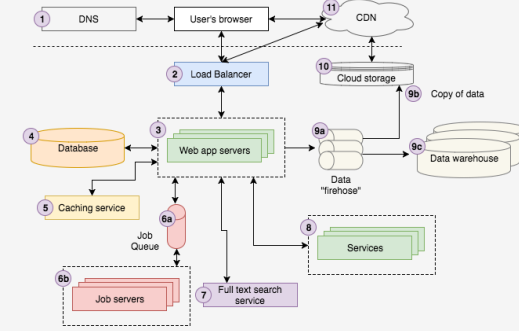 1
DNS
User's browser
11
CDN
2
Load Balancer
10
Cloud storage
9b
Copy of data
3
Web app servers
4
Database
9a
Data
"firehose"
9c
Data warehouse
5
Caching service
6a
Job
Queue
8
Services
6b
Job servers
7
Full text search
service